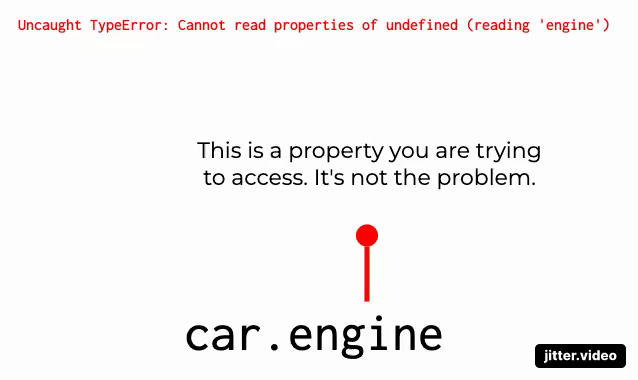 Uncaught TypeError: Cannot read properties of undefined (reading 'engine')
This is a property you are trying
to access. It's not the problem.
car.engine
jitter.video